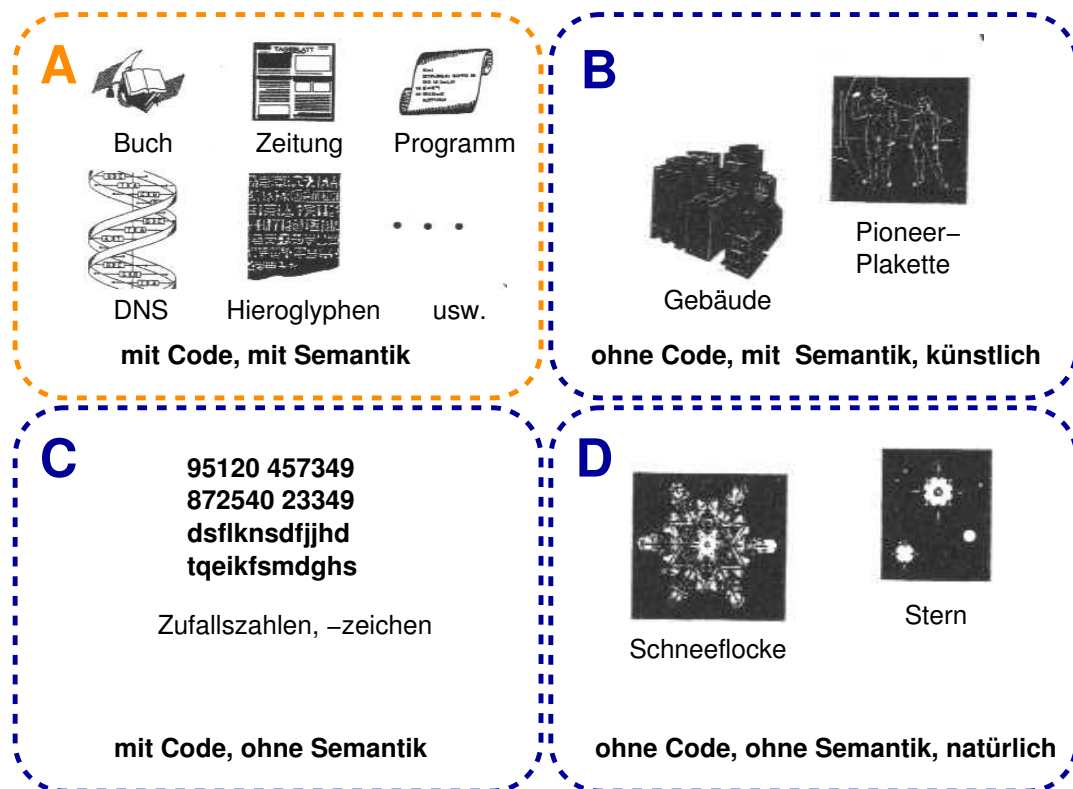 A
TAGEBLATT
Buch
Zeitung
Programm
DNS
Hieroglyphen
usw.
mit Code, mit Semantik
B
Gebäude
Pioneer–
Plakette
ohne Code, mit Semantik, künstlich
C
95120 457349
872540 23349
dsflknsdfjjhd
tqeikfsmdghs
Zufallszahlen, –zeichen
mit Code, ohne Semantik
D
Schneeflocke
Stern
ohne Code, ohne Semantik, natürlich